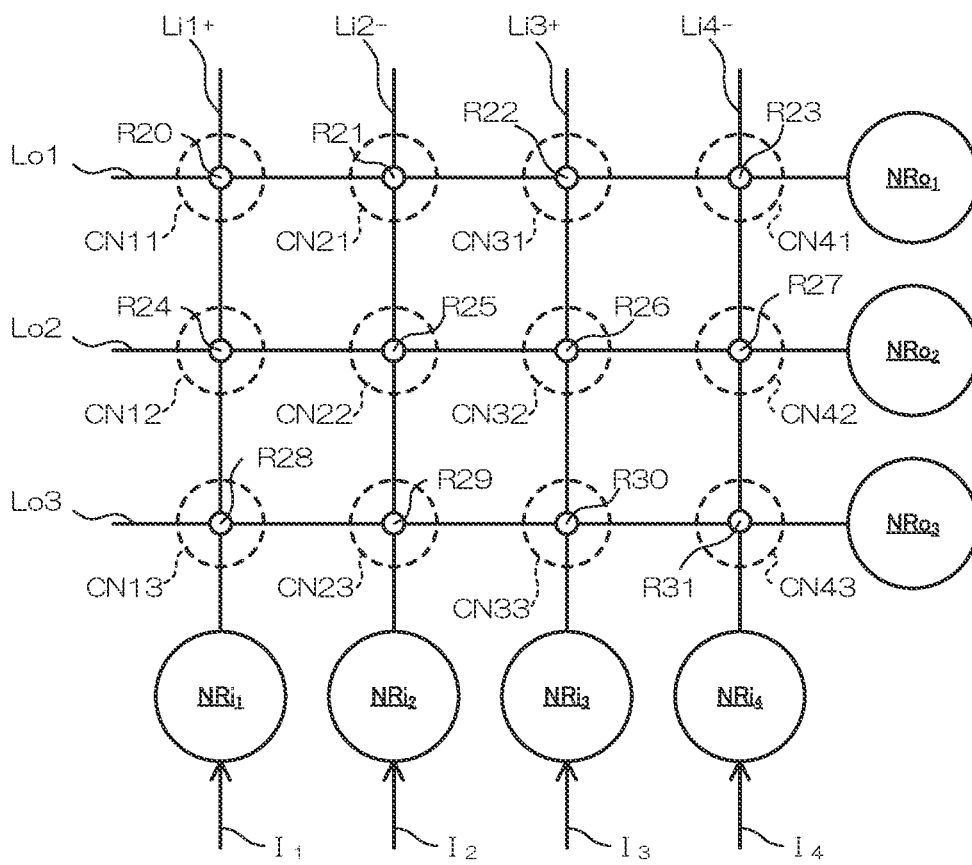 Li1+ Li2- Li3+ Li4-
R20 R21 R22 R23
Lo1 NRo₁
CN11 CN21 CN31 CN41
R24 R25 R26 R27
Lo2 NRo₂
CN12 CN22 CN32 CN42
R28 R29 R30
Lo3 NRo₃
CN13 CN23 CN33 R31 CN43
NRi₁ NRi₂ NRi₃ NRi₄
I₁ I₂ I₃ I₄